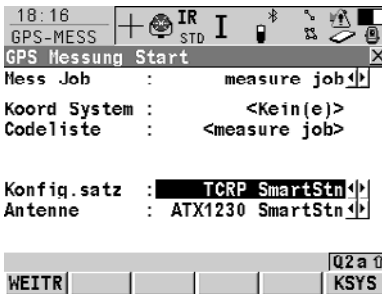 18:16
GPS-MESS
IR
STD
I
GPS Messung Start
X
Mess Job : measure job
Koord System : <Kein(e)>
Codeliste : <measure job>
Konfig.satz : TCRP SmartStn
Antenne : ATX1230 SmartStn
Q2a⇧
WEITR
KSYS